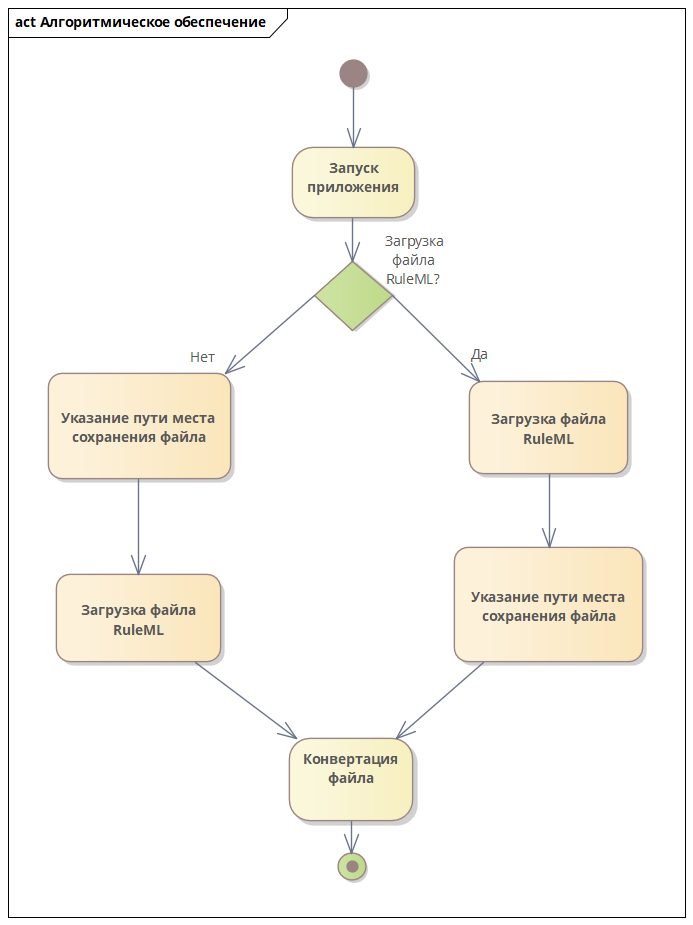 act Алгоритмическое обеспечение
Запуск
приложения
Загрузка
файла
RuleML?
Нет
Да
Указание пути места
сохранения файла
Загрузка файла
RuleML
Загрузка файла
RuleML
Указание пути места
сохранения файла
Конвертация
файла